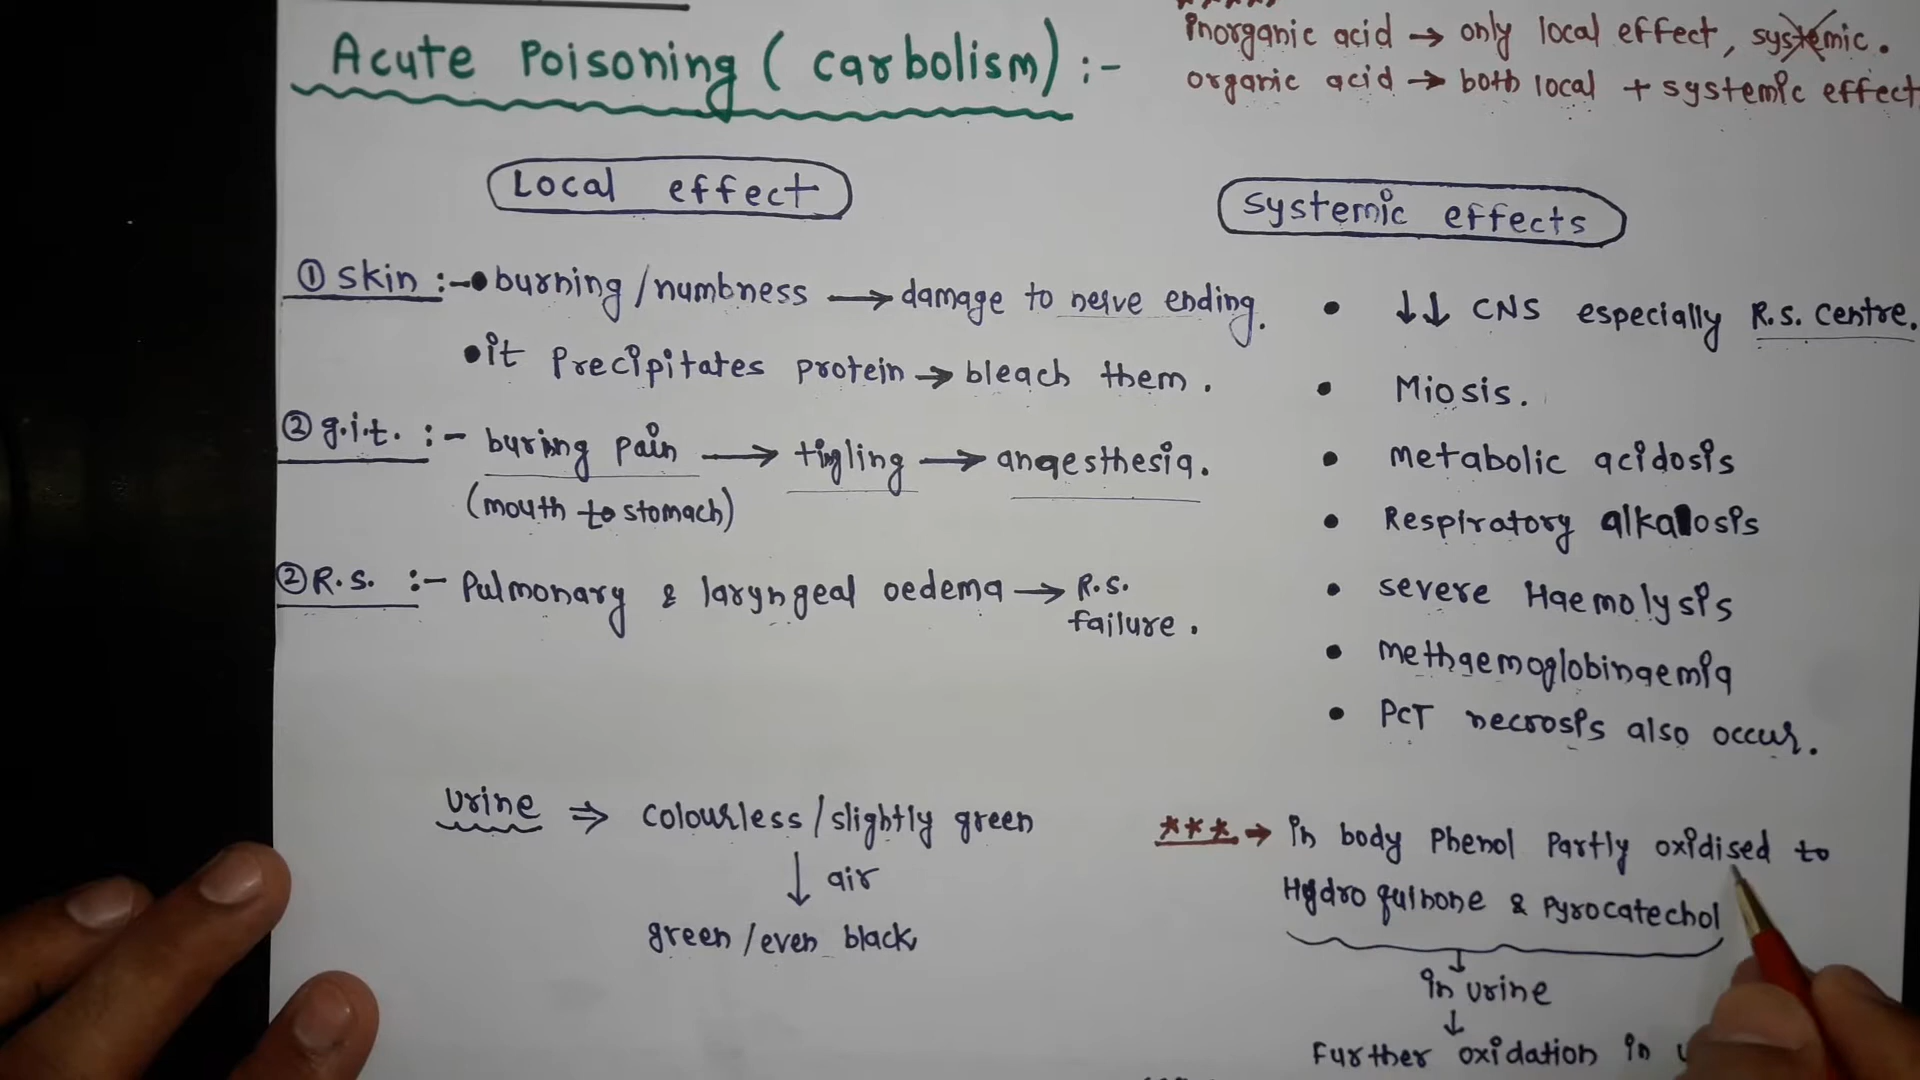 Acute Poisoning (carbolism) :-
inorganic acid → only local effect, systemic.
organic acid → both local + systemic effect
Local effect
① Skin :- • burning/numbness → damage to nerve ending.
• it Precipitates protein → bleach them.
② g.i.t. :- burinng pain → tingling → anaesthesia.
(mouth to stomach)
② R.s. :- Pulmonary & laryngeal oedema → R.s.
failure.
urine ⇒ colourless/slightly green
↓ air
green/even black
Systemic effects
• ↓↓ CNS especially R.s. centre.
• Miosis.
• metabolic acidosis
• Respiratory alkalosis
• severe Haemolysis
• methaemoglobinaemia
• PCT necrosis also occur.
*** → in body Phenol Partly oxidised to
Hydro quinone & Pyrocatechol
↓
in urine
↓
Further oxidation in